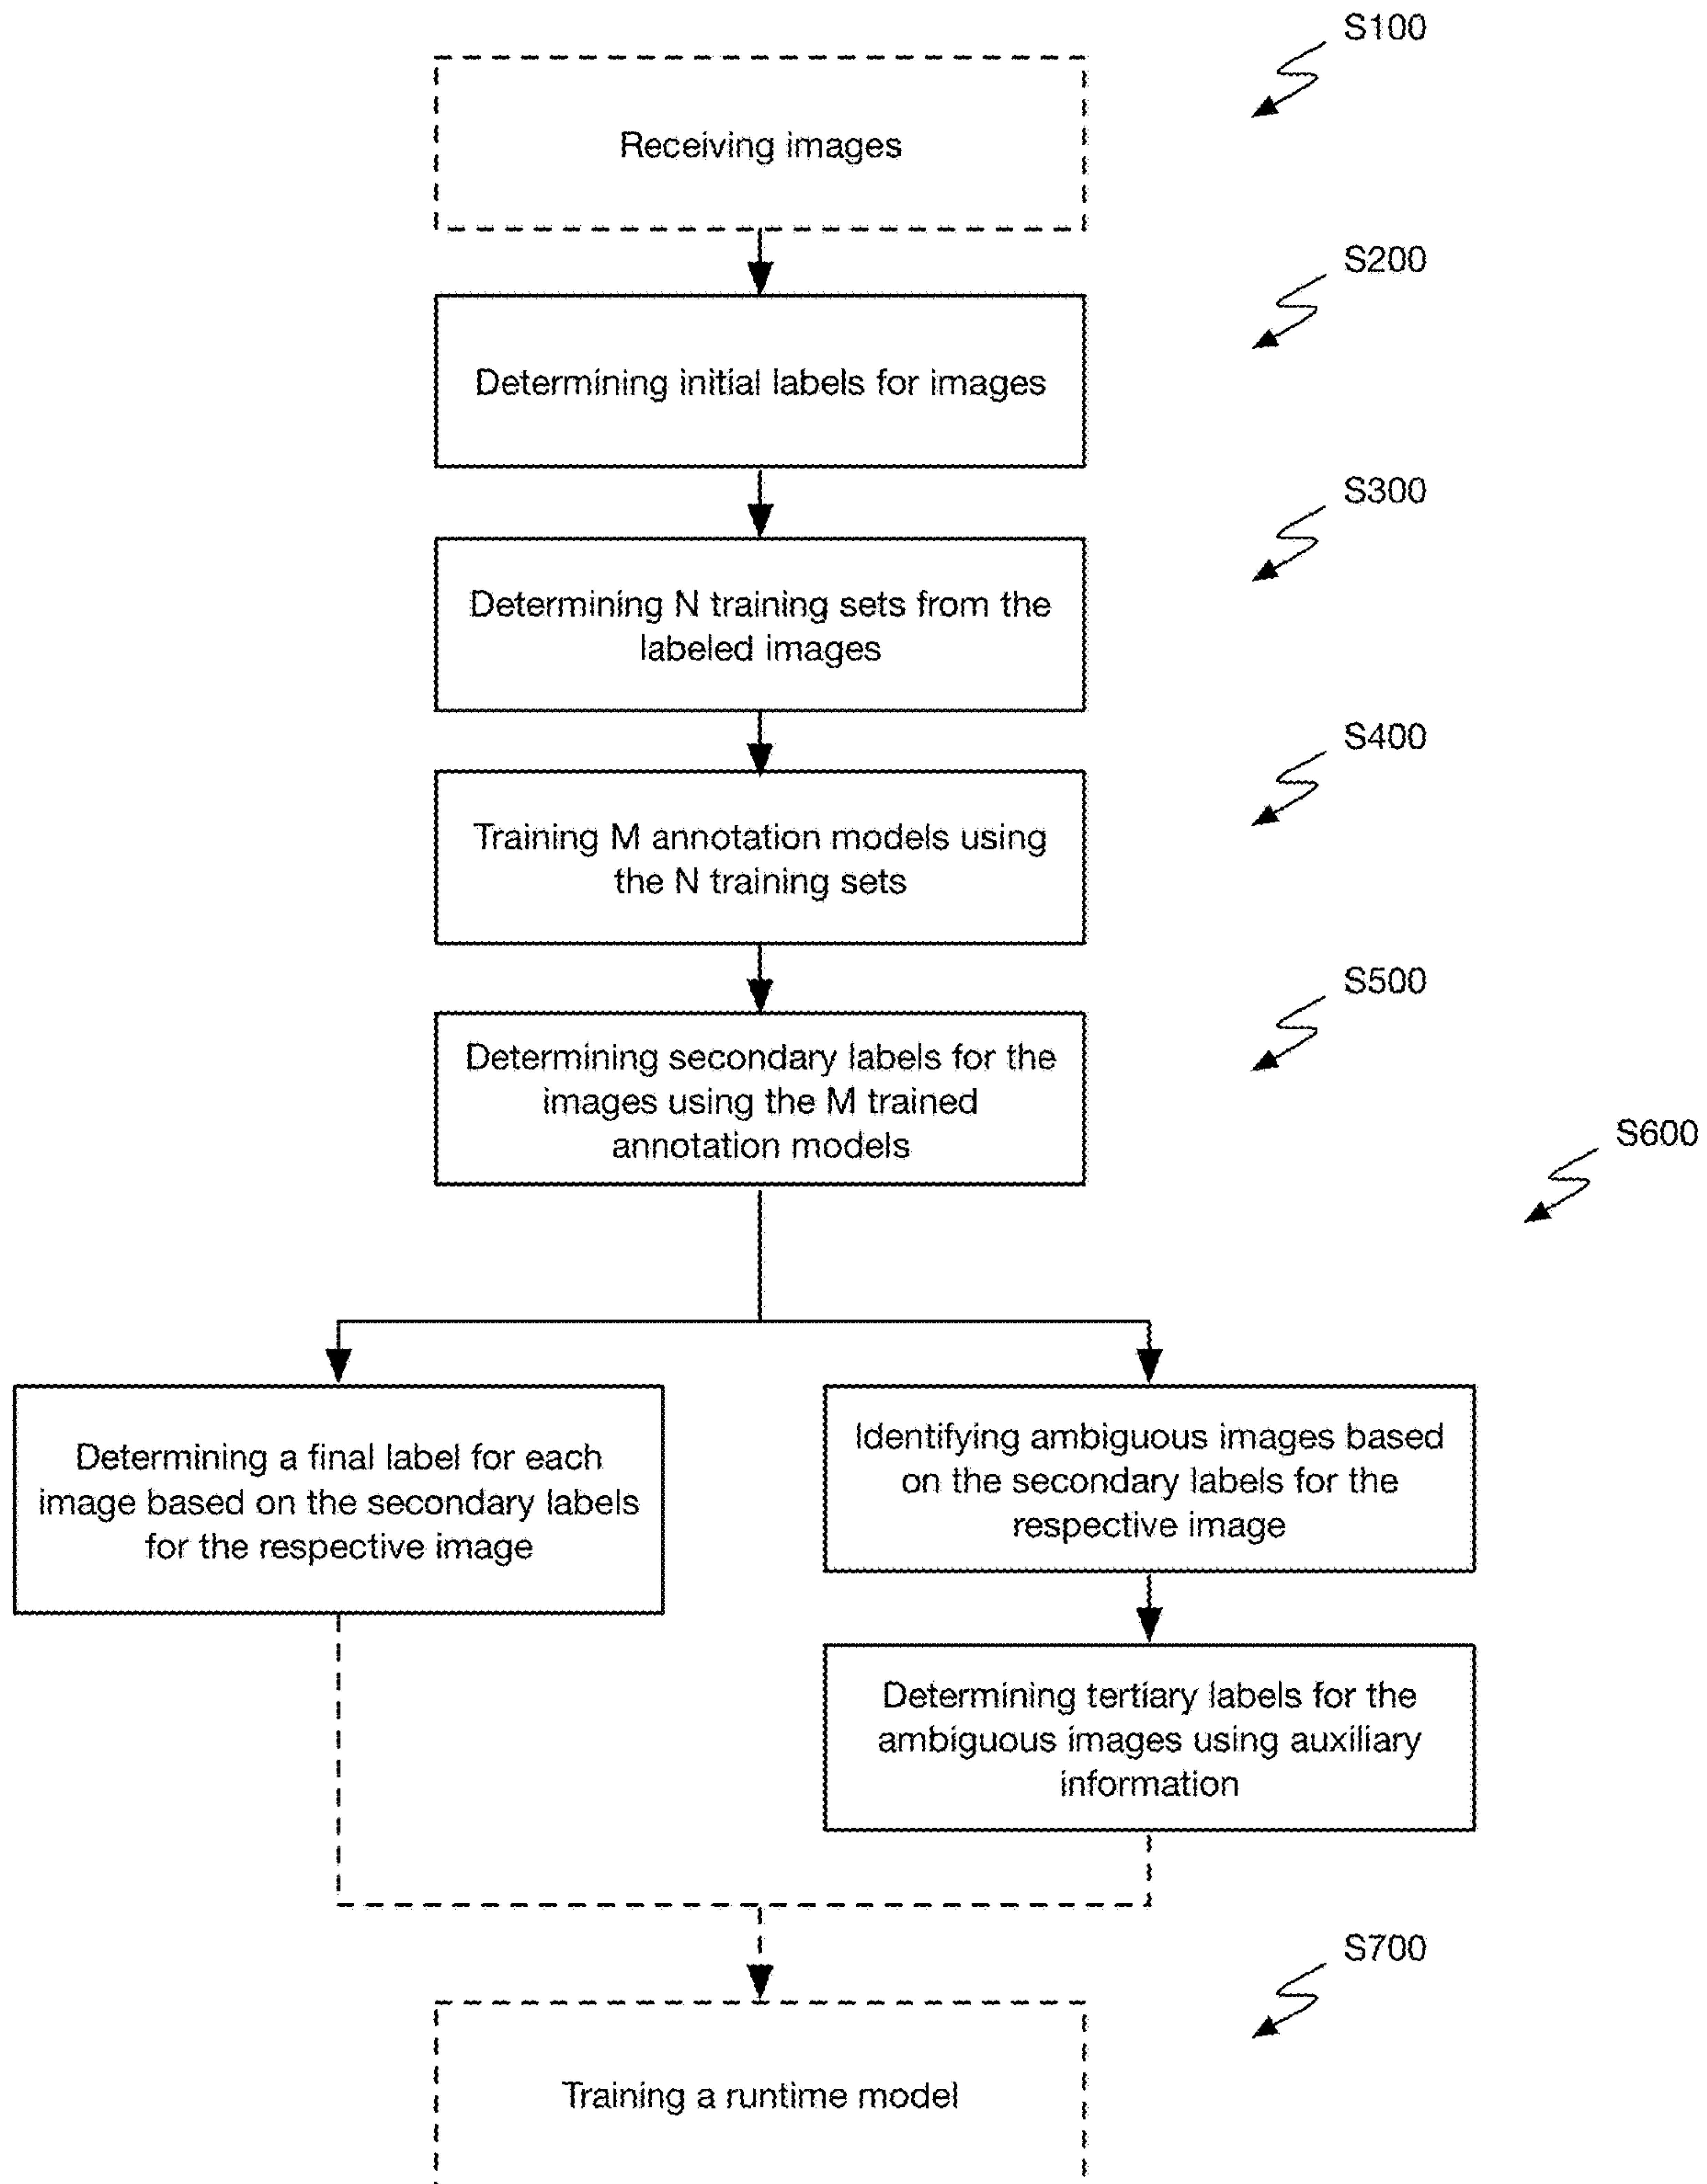 S100
Receiving images
S200
Determining initial labels for images
S300
Determining N training sets from the
labeled images
S400
Training M annotation models using
the N training sets
S500
Determining secondary labels for the
images using the M trained
annotation models
S600
Determining a final label for each
image based on the secondary labels
for the respective image
Identifying ambiguous images based
on the secondary labels for the
respective image
Determining tertiary labels for the
ambiguous images using auxiliary
information
S700
Training a runtime model